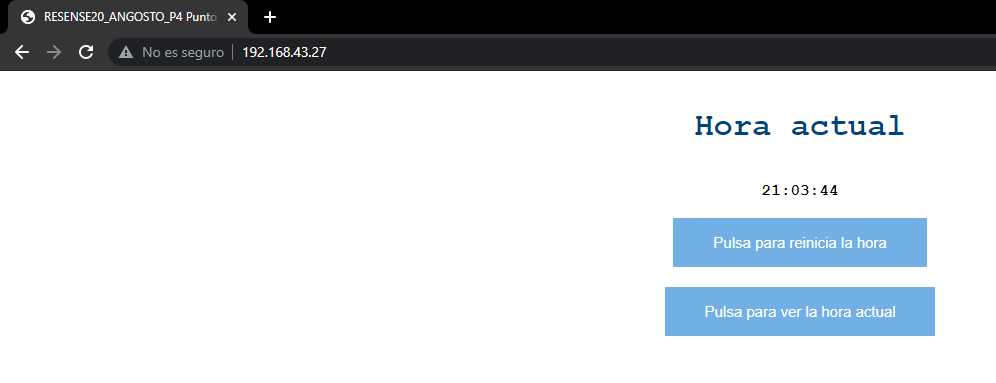 RESENSE20_ANGOSTO_P4 Punto
No es seguro
192.168.43.27
Hora actual
21:03:44
Pulsa para reinicia la hora
Pulsa para ver la hora actual